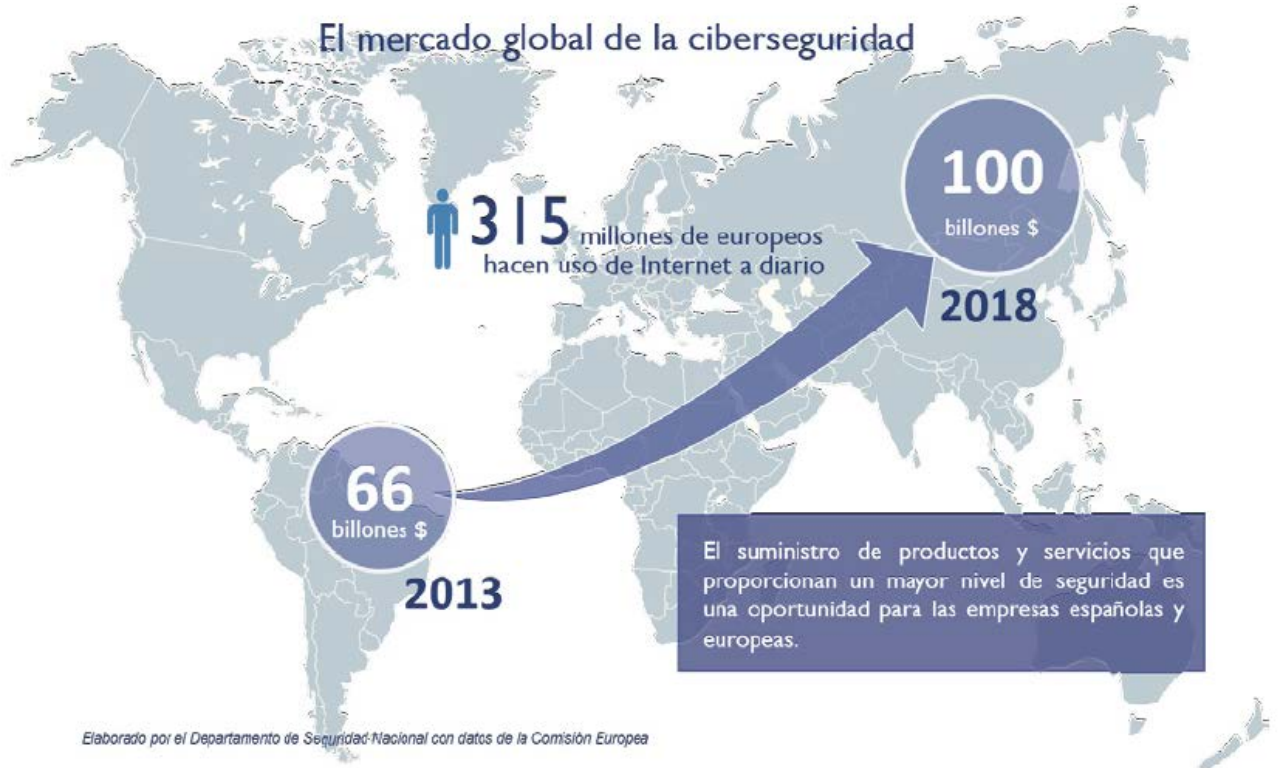 El mercado global de la ciberseguridad
315 millones de europeos
hacen uso de Internet a diario
100
billones $
2018
66
billones $
2013
El suministro de productos y servicios que
proporcionan un mayor nivel de seguridad es
una oportunidad para las empresas españolas y
europeas.
Elaborado por el Departamento de Seguridad Nacional con datos de la Comisión Europea